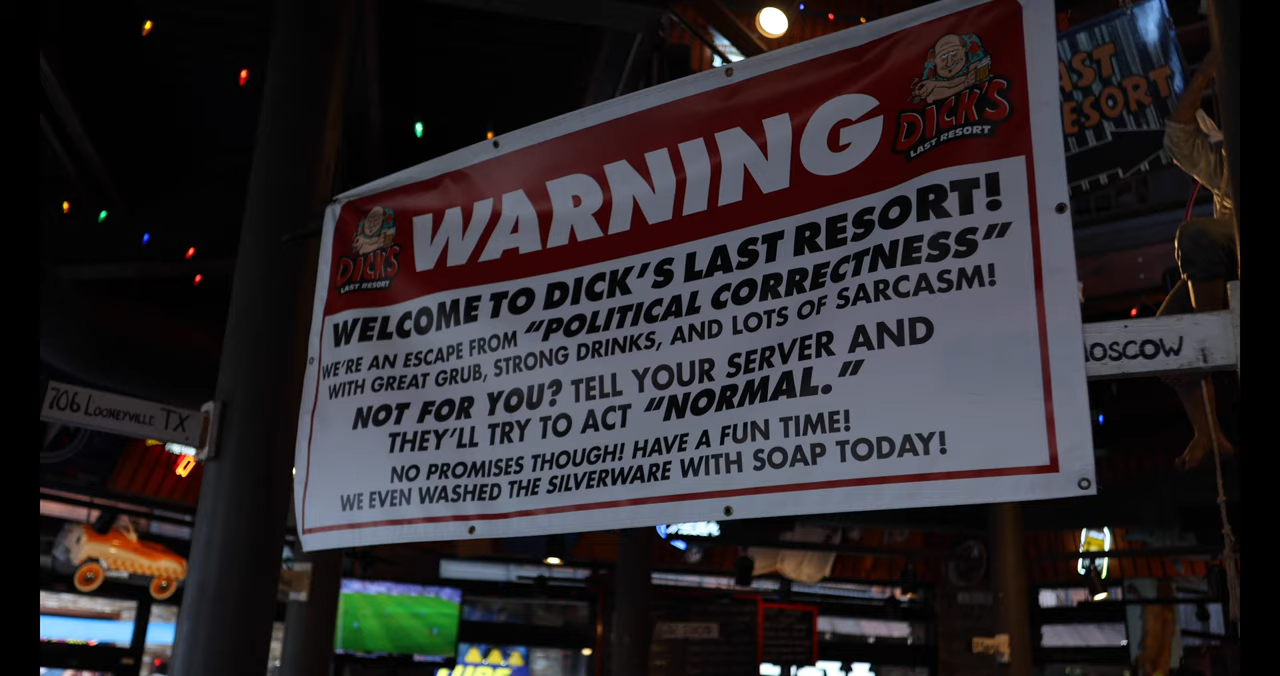 WARNING
DICK'S
LAST RESORT
DICK'S
LAST RESORT
WELCOME TO DICK'S LAST RESORT!
WE'RE AN ESCAPE FROM "POLITICAL CORRECTNESS"
WITH GREAT GRUB, STRONG DRINKS, AND LOTS OF SARCASM!
NOT FOR YOU? TELL YOUR SERVER AND
THEY'LL TRY TO ACT "NORMAL."
NO PROMISES THOUGH! HAVE A FUN TIME!
WE EVEN WASHED THE SILVERWARE WITH SOAP TODAY!
AST
RESORT
OSCOW
706 LOONEYVILLE TX